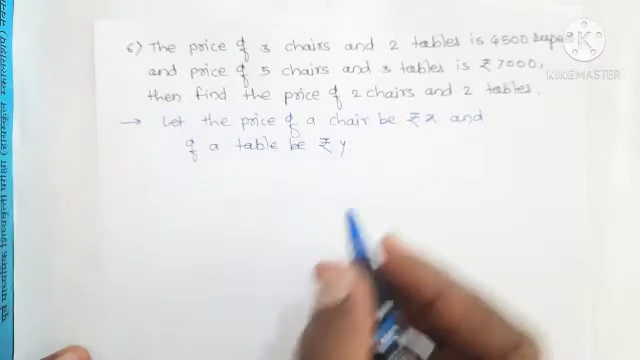 6) The price of 3 chairs and 2 tables is 4500 rupees
and price of 5 chairs and 3 tables is ₹7000,
then find the price of 2 chairs and 2 tables.
→ Let the price of a chair be ₹x and
of a table be ₹y.
KINEMASTER